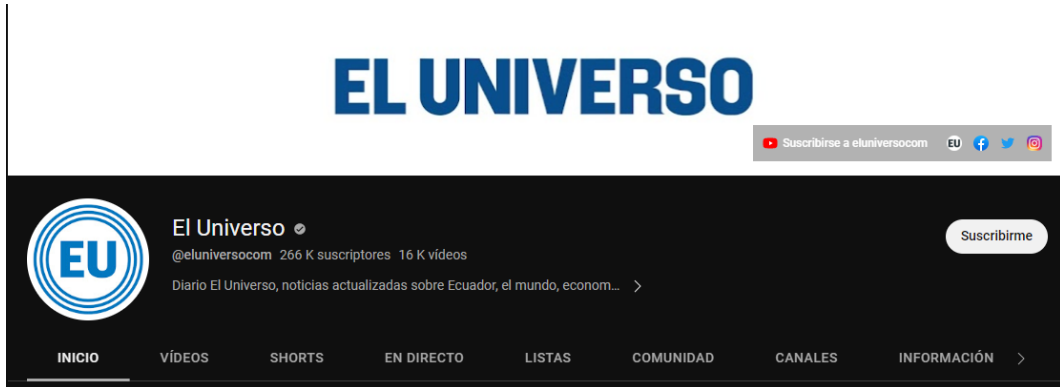 EL UNIVERSO
Suscribirse a eluniversocom EU
EU
El Universo
Suscribirme
@eluniversocom 266 K suscriptores 16 K vídeos
Diario El Universo, noticias actualizadas sobre Ecuador, el mundo, econom...
INICIO VÍDEOS SHORTS EN DIRECTO LISTAS COMUNIDAD CANALES INFORMACIÓN